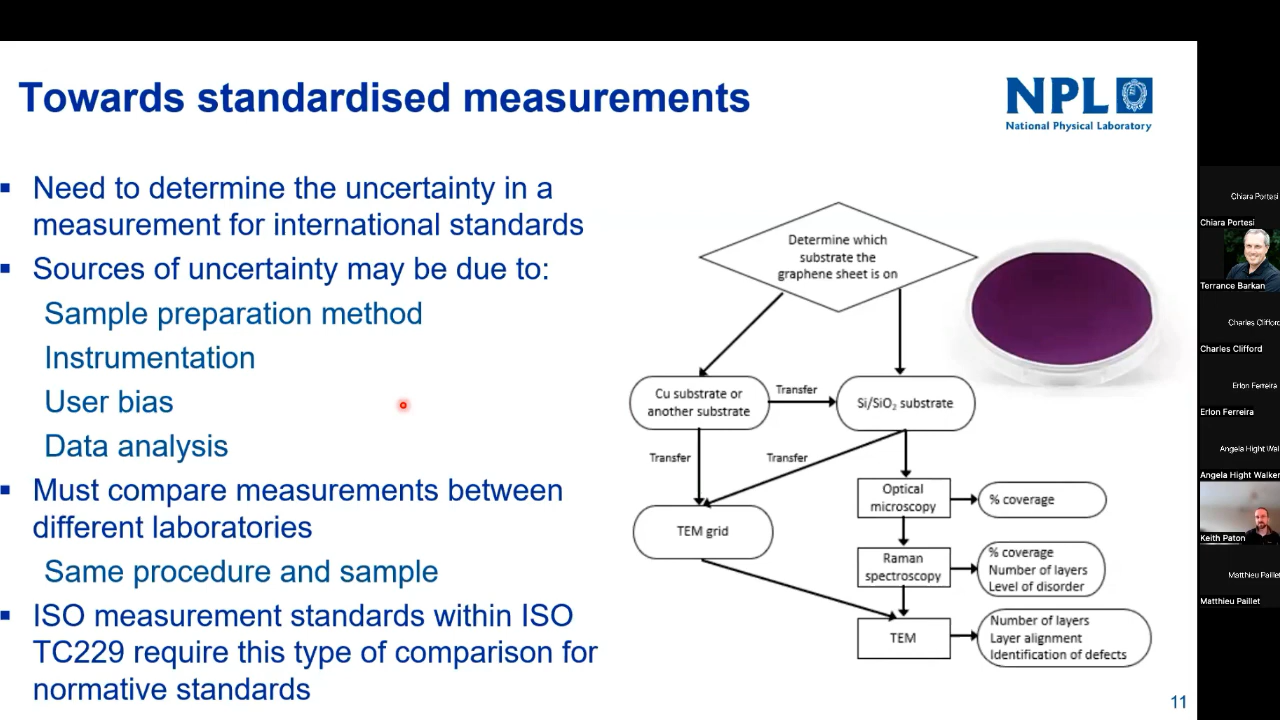 Towards standardised measurements
NPL
National Physical Laboratory
Need to determine the uncertainty in a
measurement for international standards
Sources of uncertainty may be due to:
Sample preparation method
Instrumentation
User bias
Data analysis
Must compare measurements between
different laboratories
Same procedure and sample
ISO measurement standards within ISO
TC229 require this type of comparison for
normative standards
Determine which
substrate the
graphene sheet is on
Cu substrate or
another substrate
Transfer
Si/SiO₂ substrate
Transfer
Transfer
TEM grid
Optical
microscopy
% coverage
Raman
spectroscopy
% coverage
Number of layers
Level of disorder
TEM
Number of layers
Layer alignment
Identification of defects
11
Chiara Portesi
Chiara Portesi
Terrance Barkan
Charles Clifford
Charles Clifford
Erlon Ferreira
Erlon Ferreira
Angela Hight Wal
Angela Hight Walker
Keith Paton
Matthieu Paillet
Matthieu Paillet